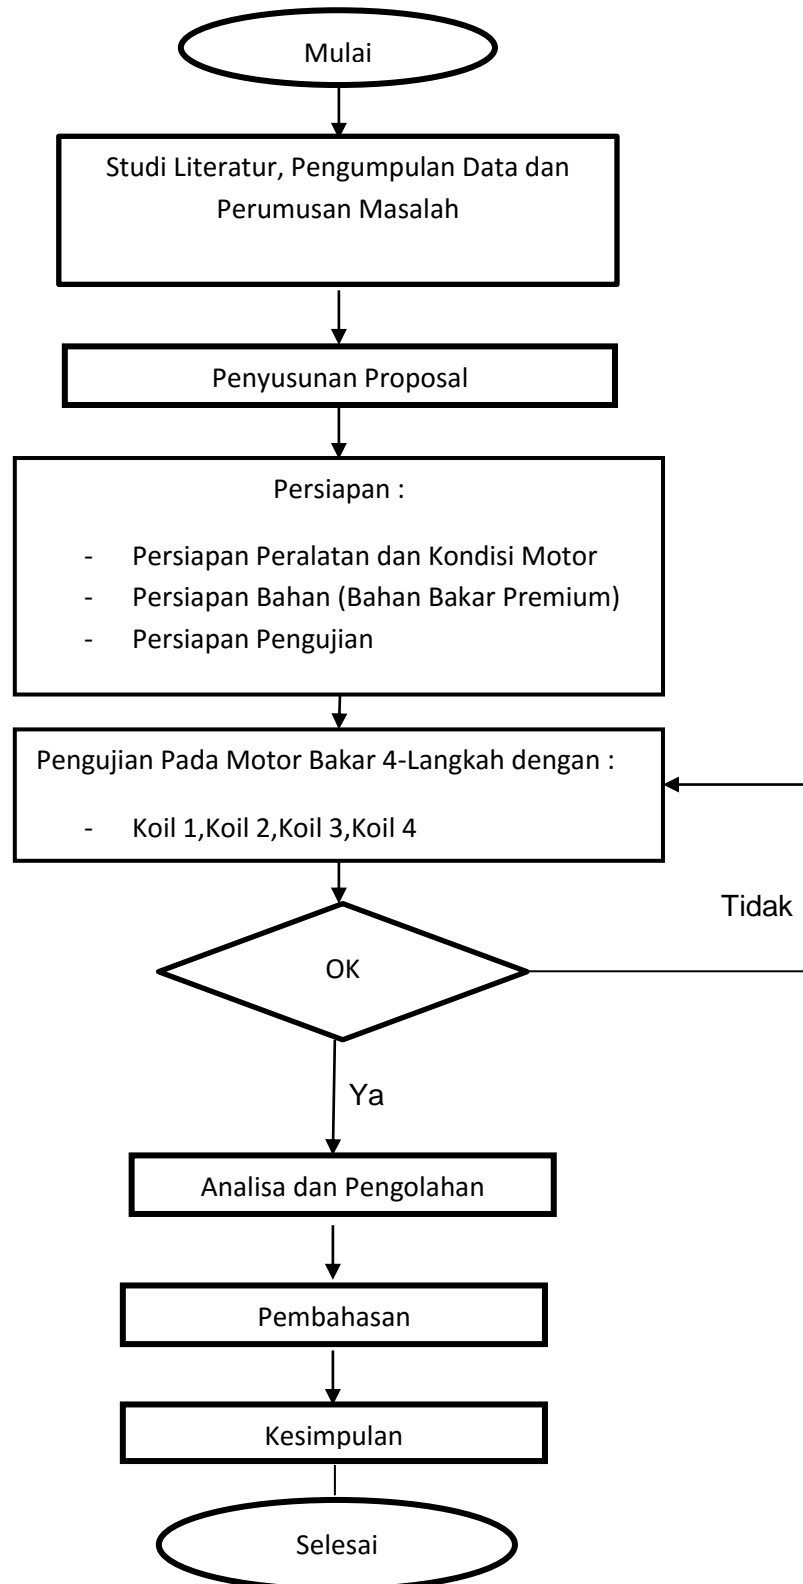 Mulai
Studi Literatur, Pengumpulan Data dan
Perumusan Masalah
Penyusunan Proposal
Persiapan :
- Persiapan Peralatan dan Kondisi Motor
- Persiapan Bahan (Bahan Bakar Premium)
- Persiapan Pengujian
Pengujian Pada Motor Bakar 4-Langkah dengan :
- Koil 1,Koil 2,Koil 3,Koil 4
Tidak
OK
Ya
Analisa dan Pengolahan
Pembahasan
Kesimpulan
Selesai